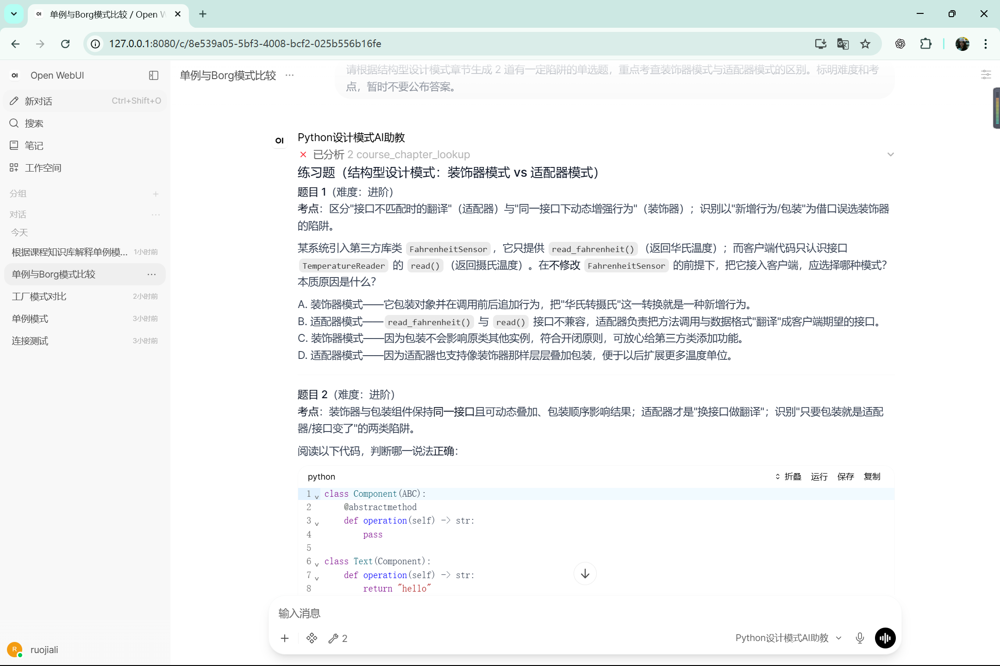 单例与Borg模式比较 / Open W
127.0.0.1:8080/c/8e539a05-5bf3-4008-bcf2-025b556b16fe
OI Open WebUI
新对话 Ctrl+Shift+O
搜索
笔记
工作空间
分组
对话
今天
根据课程知识库解释单例模... 1小时前
单例与Borg模式比较
工厂模式对比 2小时前
单例模式 3小时前
连接测试 3小时前
R ruojiali
单例与Borg模式比较
请根据结构型设计模式章节生成 2 道有一定陷阱的单选题，重点考查装饰器模式与适配器模式的区别。标明难度和考
点，暂时不要公布答案。
OI Python设计模式AI助教
已分析 2 course_chapter_lookup
练习题（结构型设计模式：装饰器模式 vs 适配器模式）
题目 1（难度：进阶）
考点：区分"接口不匹配时的翻译"（适配器）与"同一接口下动态增强行为"（装饰器）；识别以"新增行为/包装"为借口误选装饰器
的陷阱。
某系统引入第三方库类 FahrenheitSensor ，它只提供 read_fahrenheit() （返回华氏温度）；而客户端代码只认识接口
TemperatureReader 的 read() （返回摄氏温度）。在不修改 FahrenheitSensor 的前提下，把它接入客户端，应选择哪种模式？
本质原因是什么？
A. 装饰器模式——它包装对象并在调用前后追加行为，把"华氏转摄氏"这一转换就是一种新增行为。
B. 适配器模式—— read_fahrenheit() 与 read() 接口不兼容，适配器负责把方法调用与数据格式"翻译"成客户端期望的接口。
C. 装饰器模式——因为包装不会影响原类其他实例，符合开闭原则，可放心给第三方类添加功能。
D. 适配器模式——因为适配器也支持像装饰器那样层层叠加包装，便于以后扩展更多温度单位。
题目 2（难度：进阶）
考点：装饰器与包装组件保持同一接口且可动态叠加、包装顺序影响结果；适配器才是"换接口做翻译"；识别"只要包装就是适配
器/接口变了"的两类陷阱。
阅读以下代码，判断哪一说法正确：
python 折叠 运行 保存 复制
1 class Component(ABC):
2     @abstractmethod
3     def operation(self) -> str:
4         pass
5
6 class Text(Component):
7     def operation(self) -> str:
8         return "hello"
输入消息
2 Python设计模式AI助教